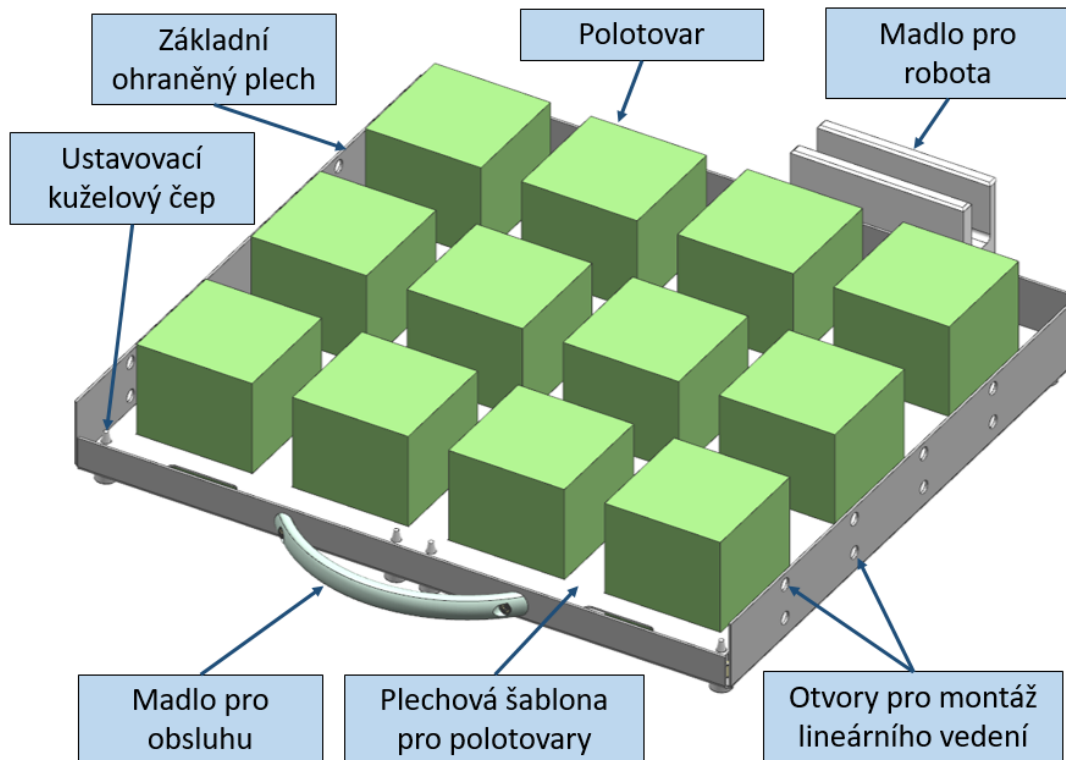 Základní
ohraněný plech
Polotovar
Madlo pro
robota
Ustavovací
kuželový čep
Madlo pro
obsluhu
Plechová šablona
pro polotovary
Otvory pro montáž
lineárního vedení